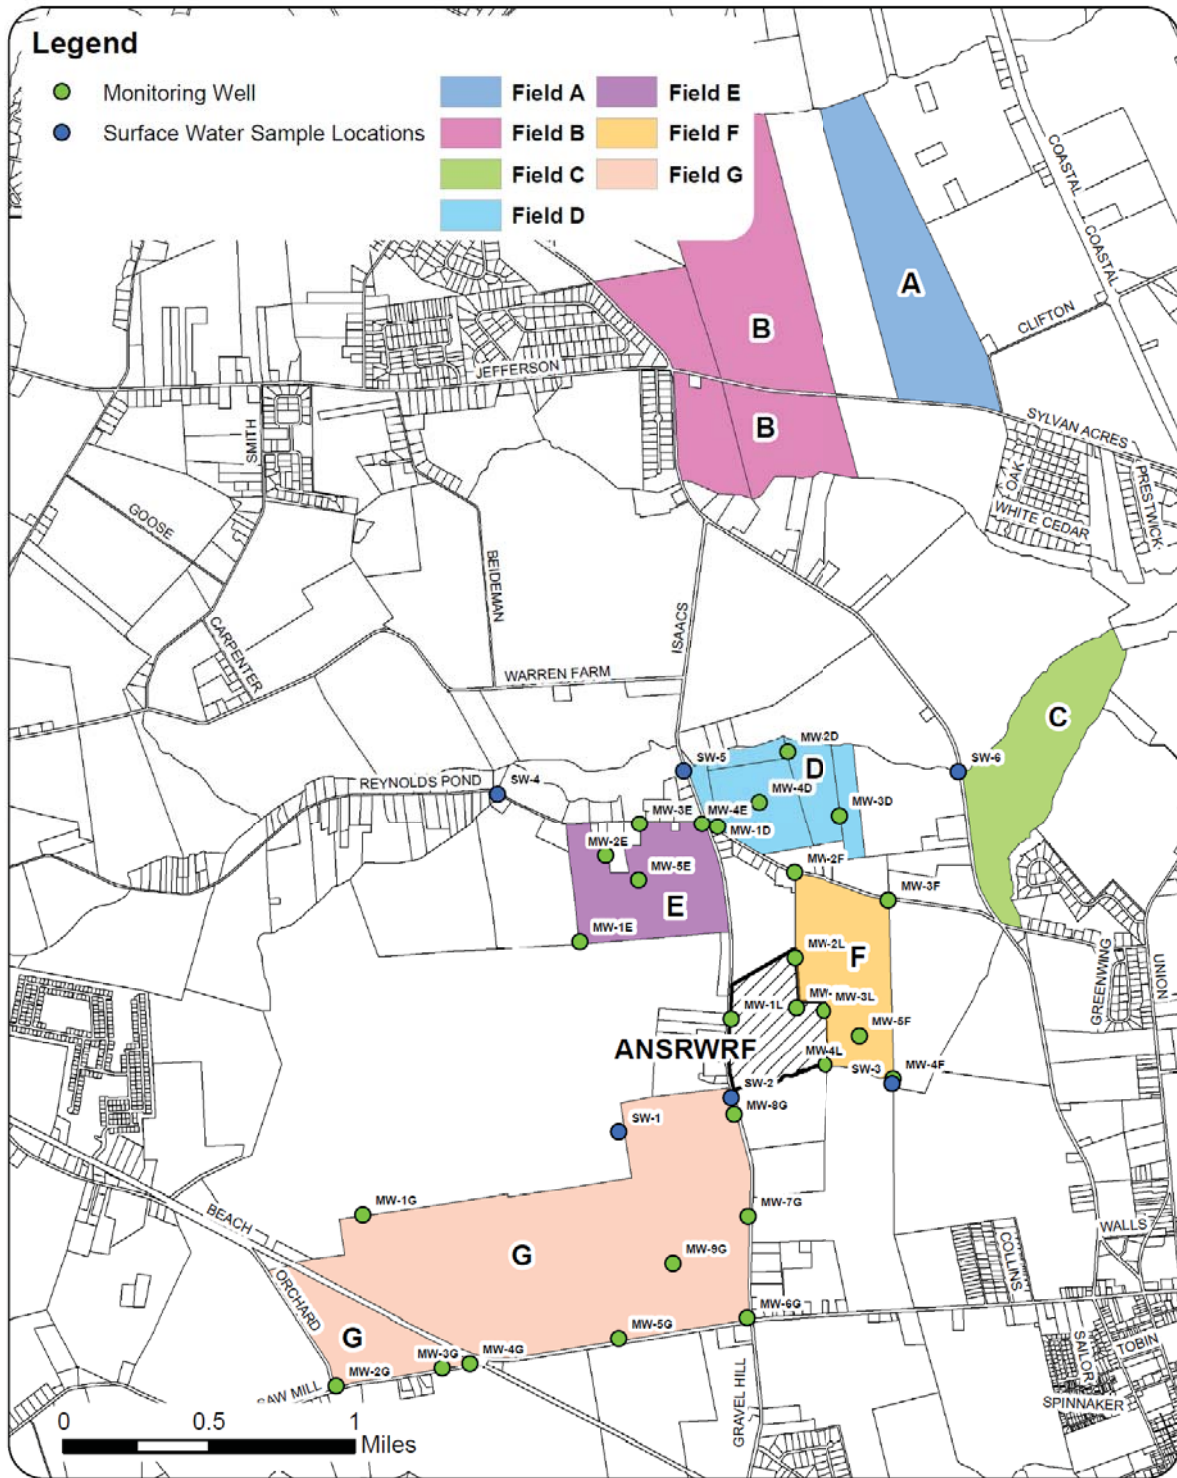 Legend
Monitoring Well
Surface Water Sample Locations
Field A
Field E
Field B
Field F
Field C
Field G
Field D
COASTAL
COASTAL
A
CLIFTON
B
JEFFERSON
B
SYLVAN ACRES
OAK
PRESTWICK
WHITE CEDAR
SMITH
GOOSE
BEIDEMAN
CARPENTER
ISAACS
WARREN FARM
C
MW-2D
SW-5
D
SW-6
REYNOLDS POND
SW-4
MW-4D
MW-3D
MW-3E
MW-4E
MW-1D
MW-2E
MW-5E
MW-2F
MW-3F
E
MW-1E
MW-2L
F
GREENWING
UNION
MW-1L
MW-
MW-3L
MW-5F
ANSRWRF
MW-4L
SW-3
MW-4F
SW-2
MW-8G
SW-1
MW-1G
MW-7G
BEACH
WALLS
G
MW-9G
COLLINS
ORCHARD
MW-6G
MW-5G
G
MW-3G
MW-4G
MW-2G
SAW MILL
GRAVEL HILL
SAILOR
TOBIN
SPINNAKER
0 0.5 1
Miles